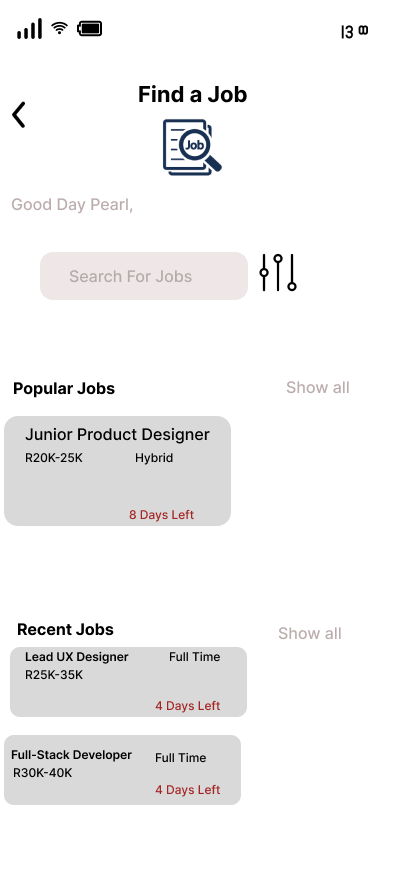 13 00
Find a Job
Job
Good Day Pearl,
Search For Jobs
Popular Jobs Show all
Junior Product Designer
R20K-25K Hybrid
8 Days Left
Recent Jobs Show all
Lead UX Designer Full Time
R25K-35K
4 Days Left
Full-Stack Developer Full Time
R30K-40K
4 Days Left